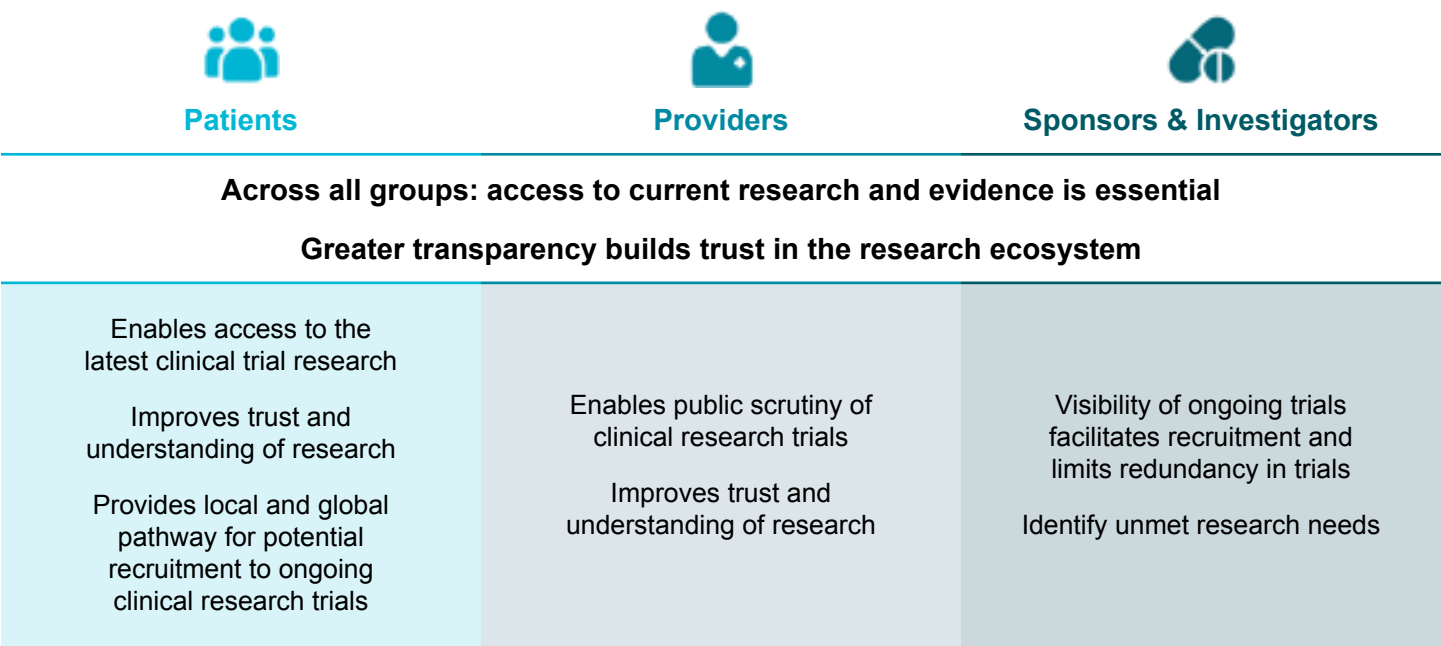 Patients
Providers
Sponsors & Investigators
Across all groups: access to current research and evidence is essential
Greater transparency builds trust in the research ecosystem
Enables access to the
latest clinical trial research
Improves trust and
understanding of research
Provides local and global
pathway for potential
recruitment to ongoing
clinical research trials
Enables public scrutiny of
clinical research trials
Improves trust and
understanding of research
Visibility of ongoing trials
facilitates recruitment and
limits redundancy in trials
Identify unmet research needs